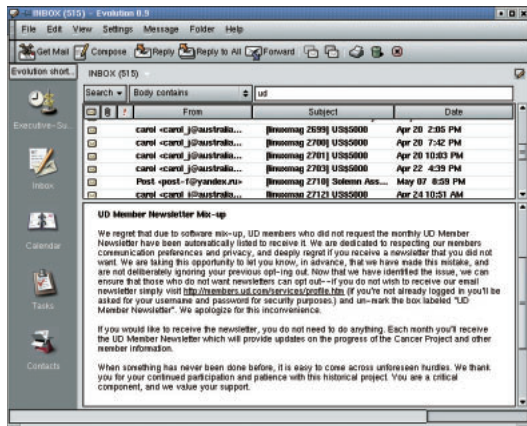 INBOX (515) - Evolution 0.9
File Edit View Settings Message Folder Help
Get Mail Compose Reply Reply to All Forward
Evolution short... INBOX (515)
Search Body contains ud
! From Subject Date
Executive-Su..
carol <carol_j@australia... [linuxmag 2699] US$5000 Apr 20 2:05 PM
carol <carol_j@australia... [linuxmag 2700] US$5000 Apr 20 7:42 PM
carol <carol_j@australia... [linuxmag 2701] US$5000 Apr 20 10:03 PM
carol <carol_j@australia... [linuxmag 2703] US$5000 Apr 22 4:39 PM
Post <post-f@yandex.ru> [linuxmag 2710] Solemn Ass... May 07 8:59 PM
carol <carol_j@australia... [linuxmag 2712] US$5000 Apr 24 10:51 AM
Inbox
Calendar
Tasks
Contacts
UD Member Newsletter Mix-up
We regret that due to software mix-up, UD members who did not request the monthly UD Member
Newsletter have been automatically listed to receive it. We are dedicated to respecting our members
communication preferences and privacy, and deeply regret if you receive a newsletter that you did not
want. We are taking this opportunity to let you know, in advance, that we have made this mistake, and
are not deliberately ignoring your previous opt-ing out. Now that we have identified the issue, we can
ensure that those who do not want newsletters can opt out--if you do not wish to receive our email
newsletter simply visit http://members.ud.com/services/profile.htm (if you're not already logged in you'll be
asked for your username and password for security purposes.) and un-mark the box labeled "UD
Member Newsletter". We apologize for this inconvenience.
If you would like to receive the newsletter, you do not need to do anything. Each month you'll receive
the UD Member Newsletter which will provide updates on the progress of the Cancer Project and other
member information.
When something has never been done before, it is easy to come across unforeseen hurdles. We thank
you for your continued participation and patience with this historical project. You are a critical
component, and we value your support.